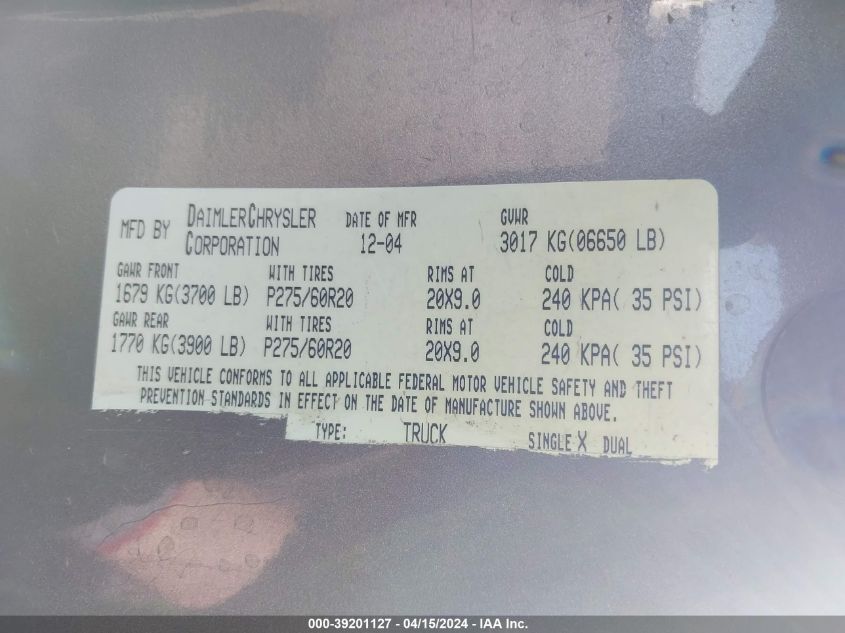 MFD BY DAIMLERCHRYSLER CORPORATION DATE OF MFR 12-04 GVWR 3017 KG(06650 LB)
GAWR FRONT WITH TIRES RIMS AT COLD
1679 KG(3700 LB) P275/60R20 20X9.0 240 KPA( 35 PSI)
GAWR REAR WITH TIRES RIMS AT COLD
1770 KG(3900 LB) P275/60R20 20X9.0 240 KPA( 35 PSI)
THIS VEHICLE CONFORMS TO ALL APPLICABLE FEDERAL MOTOR VEHICLE SAFETY AND THEFT
PREVENTION STANDARDS IN EFFECT ON THE DATE OF MANUFACTURE SHOWN ABOVE.
TYPE: TRUCK SINGLE X DUAL
000-39201127 - 04/15/2024 - IAA Inc.